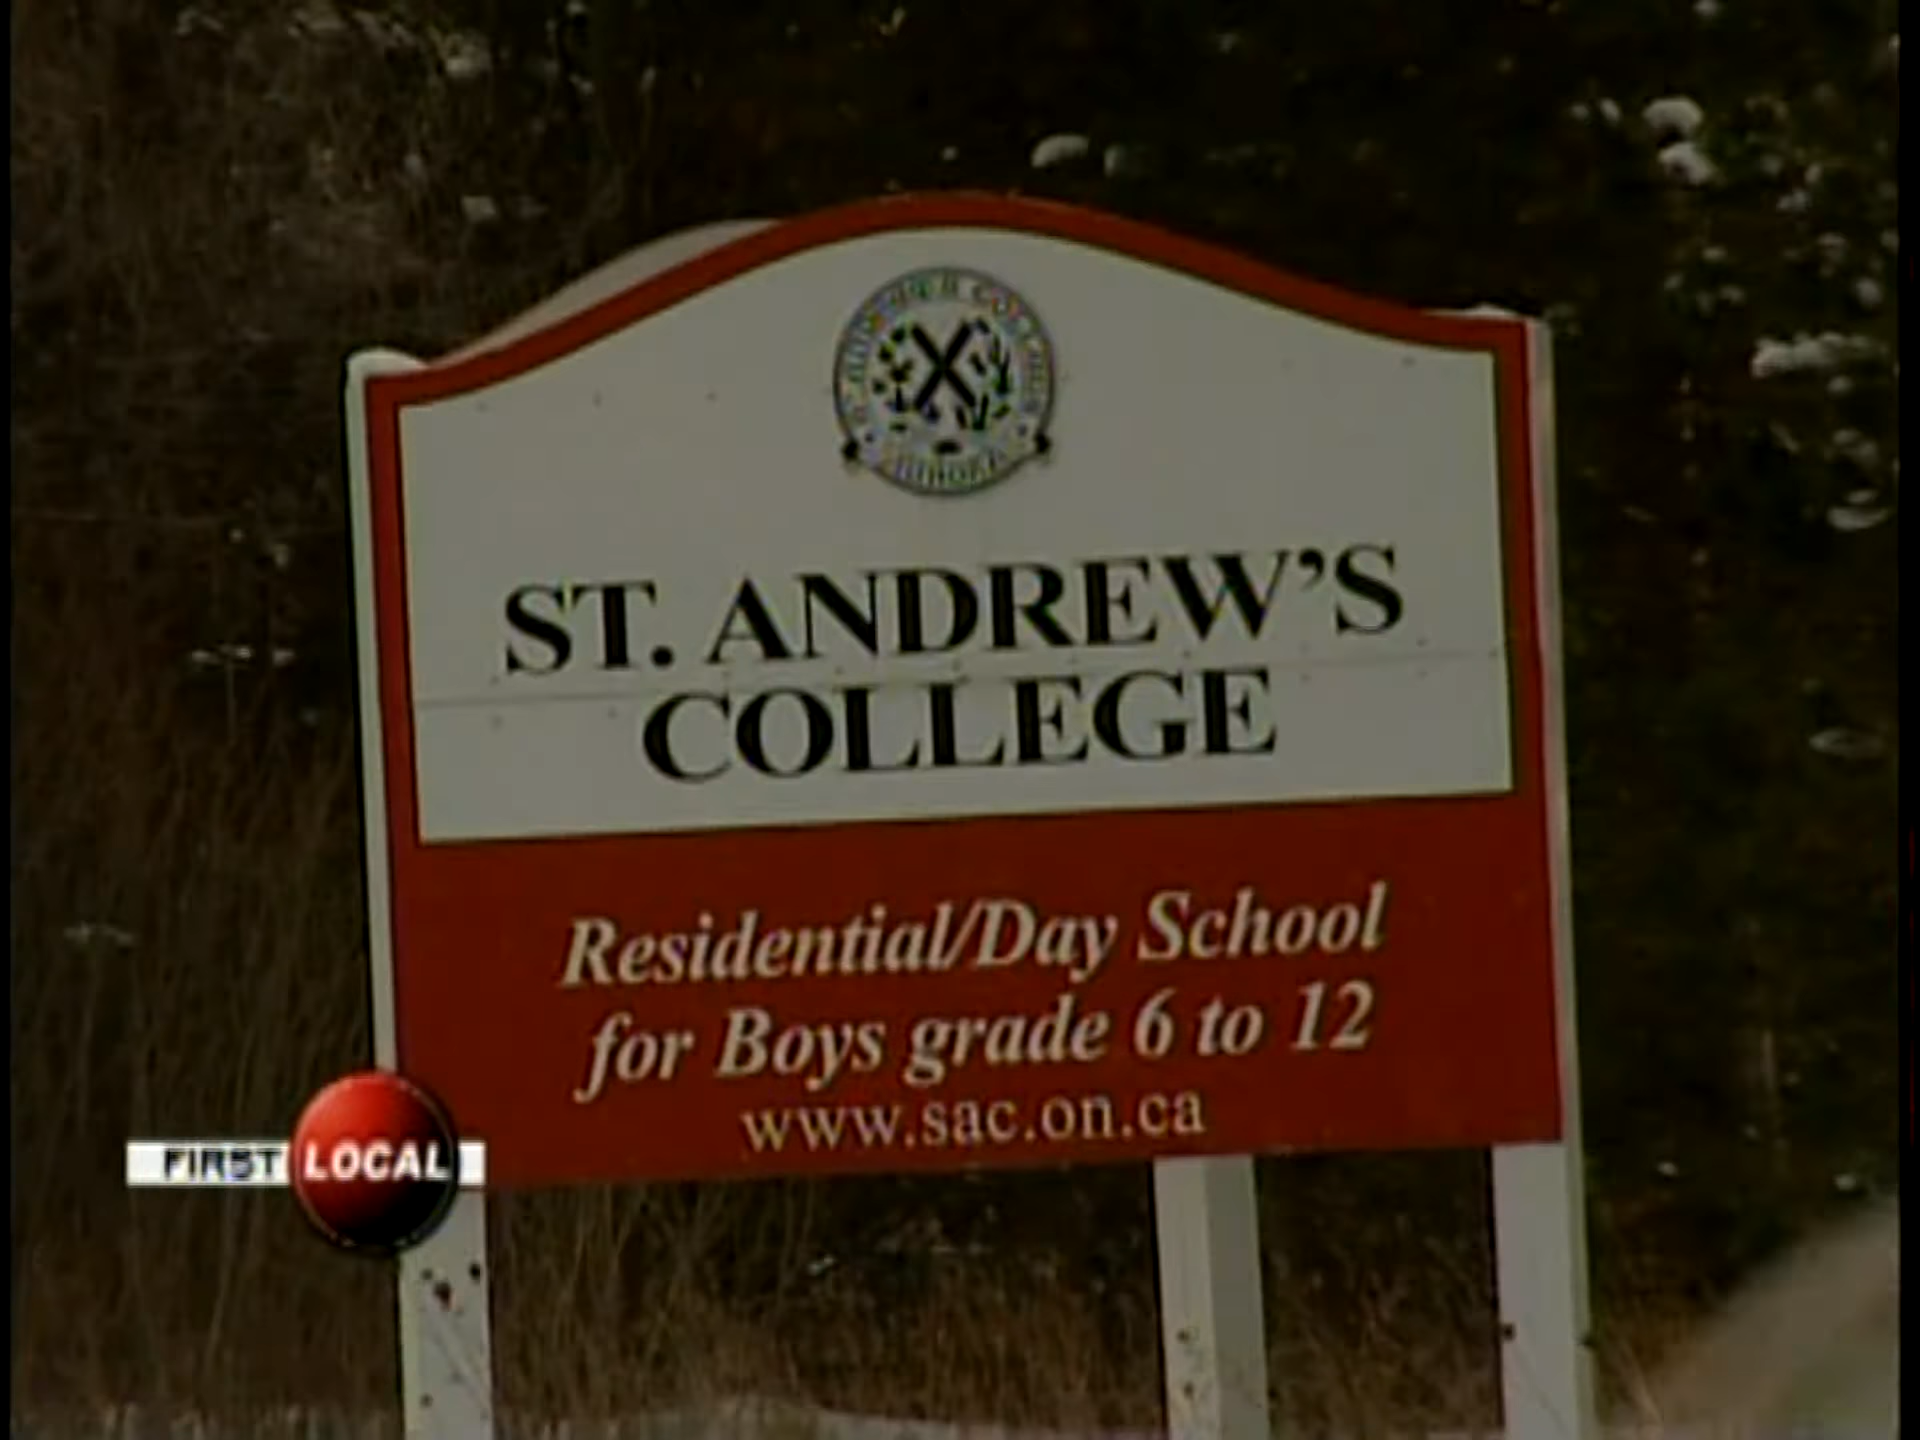 ST. ANDREW'S
COLLEGE
Residential/Day School
for Boys grade 6 to 12
www.sac.on.ca
FIRST LOCAL